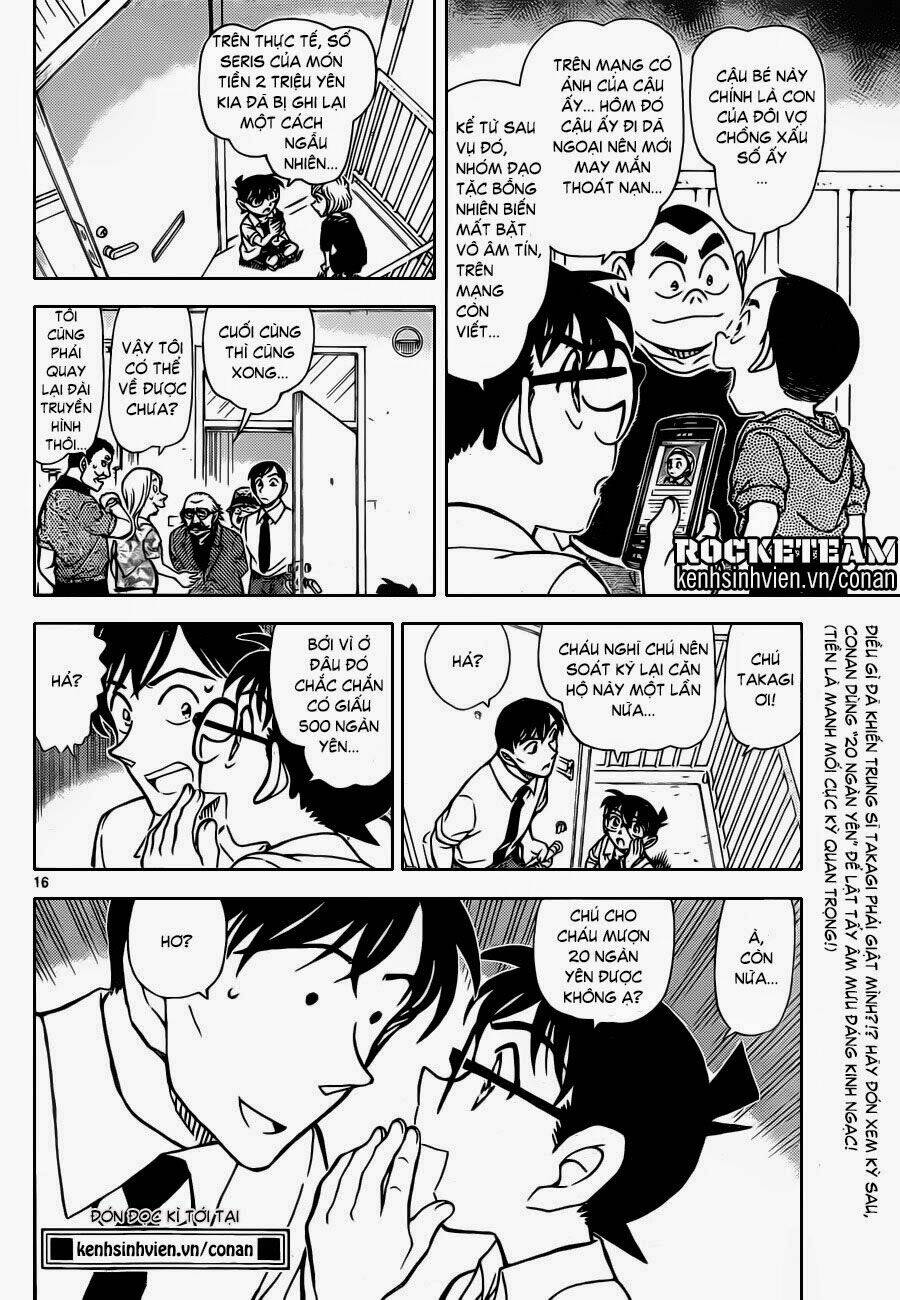 CẬU BÉ NÀY
CHÍNH LÀ CON
CỦA ĐÔI VỢ
CHỒNG XẤU
SỐ ẤY
...
TRÊN MẠNG CÓ
ẢNH CỦA CẬU
ẤY... HÔM ĐÓ
CẬU ẤY ĐI DÃ
NGOẠI NÊN MỚI
MAY MẮN
THOÁT NẠN...
KỂ TỪ SAU
VỤ ĐÓ,
NHÓM ĐẠO
TẶC BỖNG
NHIÊN BIẾN
MẤT BẶT
VÔ ÂM TÍN,
TRÊN
MẠNG
CÒN
VIẾT...
ROCKETEAM
kenhsinhvien.vn/conan
TRÊN THỰC TẾ, SỐ
SERIS CỦA MÓN
TIỀN 2 TRIỆU YÊN
KIA ĐÃ BỊ GHI LẠI
MỘT CÁCH
NGẪU
NHIÊN...
CUỐI CÙNG
THÌ CŨNG
XONG...
VẬY TÔI
CÓ THỂ
VỀ ĐƯỢC
CHƯA?
TÔI
CŨNG
PHẢI
QUAY
LẠI ĐÀI
TRUYỀN
HÌNH
THÔI...
CHÚ
TAKAGI
ƠI!
CHÁU NGHĨ CHÚ NÊN
SOÁT KỸ LẠI CĂN
HỘ NÀY MỘT LẦN
NỮA...
HẢ?
BỞI VÌ Ở
ĐÂU ĐÓ
CHẮC CHẮN
CÓ GIẤU
500 NGÀN
YÊN...
HẢ?
16
À,
CÒN
NỮA...
CHÚ CHO
CHÁU MƯỢN
20 NGÀN
YÊN ĐƯỢC
KHÔNG Ạ?
HƠ?
ĐIỀU GÌ ĐÃ KHIẾN TRUNG SĨ TAKAGI PHẢI GIẬT MÌNH?!? HÃY ĐÓN XEM KỲ SAU,
CONAN DÙNG "20 NGÀN YÊN" ĐỂ LẬT TẨY ÂM MƯU ĐÁNG KINH NGẠC!
(TIỀN LÀ MANH MỐI CỰC KỲ QUAN TRỌNG!)
ĐÓN ĐỌC KÌ TỚI TẠI
kenhsinhvien.vn/conan